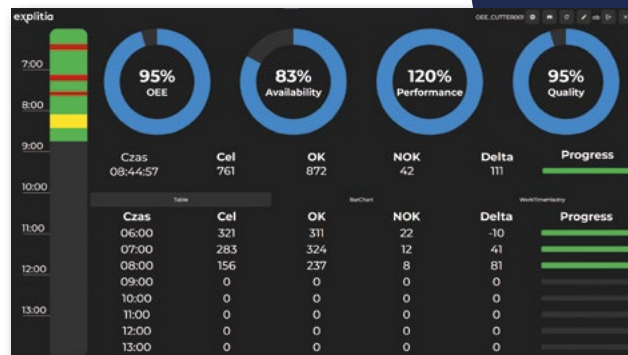 explitia
OEE_CUTTER001
95%
OEE
83%
Availability
120%
Performance
95%
Quality
7:00
8:00
9:00
10:00
11:00
12:00
13:00
Czas Cel OK NOK Delta Progress
08:44:57 761 872 42 111
Table BarChart WorkTimeHisotry
Czas Cel OK NOK Delta Progress
06:00 321 311 22 -10
07:00 283 324 12 41
08:00 156 237 8 81
09:00 0 0 0 0
10:00 0 0 0 0
11:00 0 0 0 0
12:00 0 0 0 0
13:00 0 0 0 0